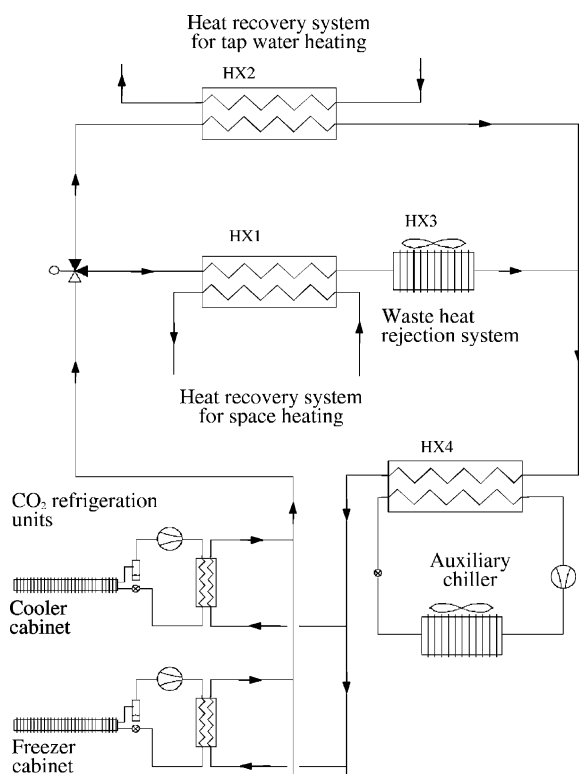 Heat recovery system
for tap water heating
HX2
HX3
HX1
Waste heat
rejection system
Heat recovery system
for space heating
HX4
CO₂ refrigeration
units
Auxiliary
chiller
Cooler
cabinet
Freezer
cabinet